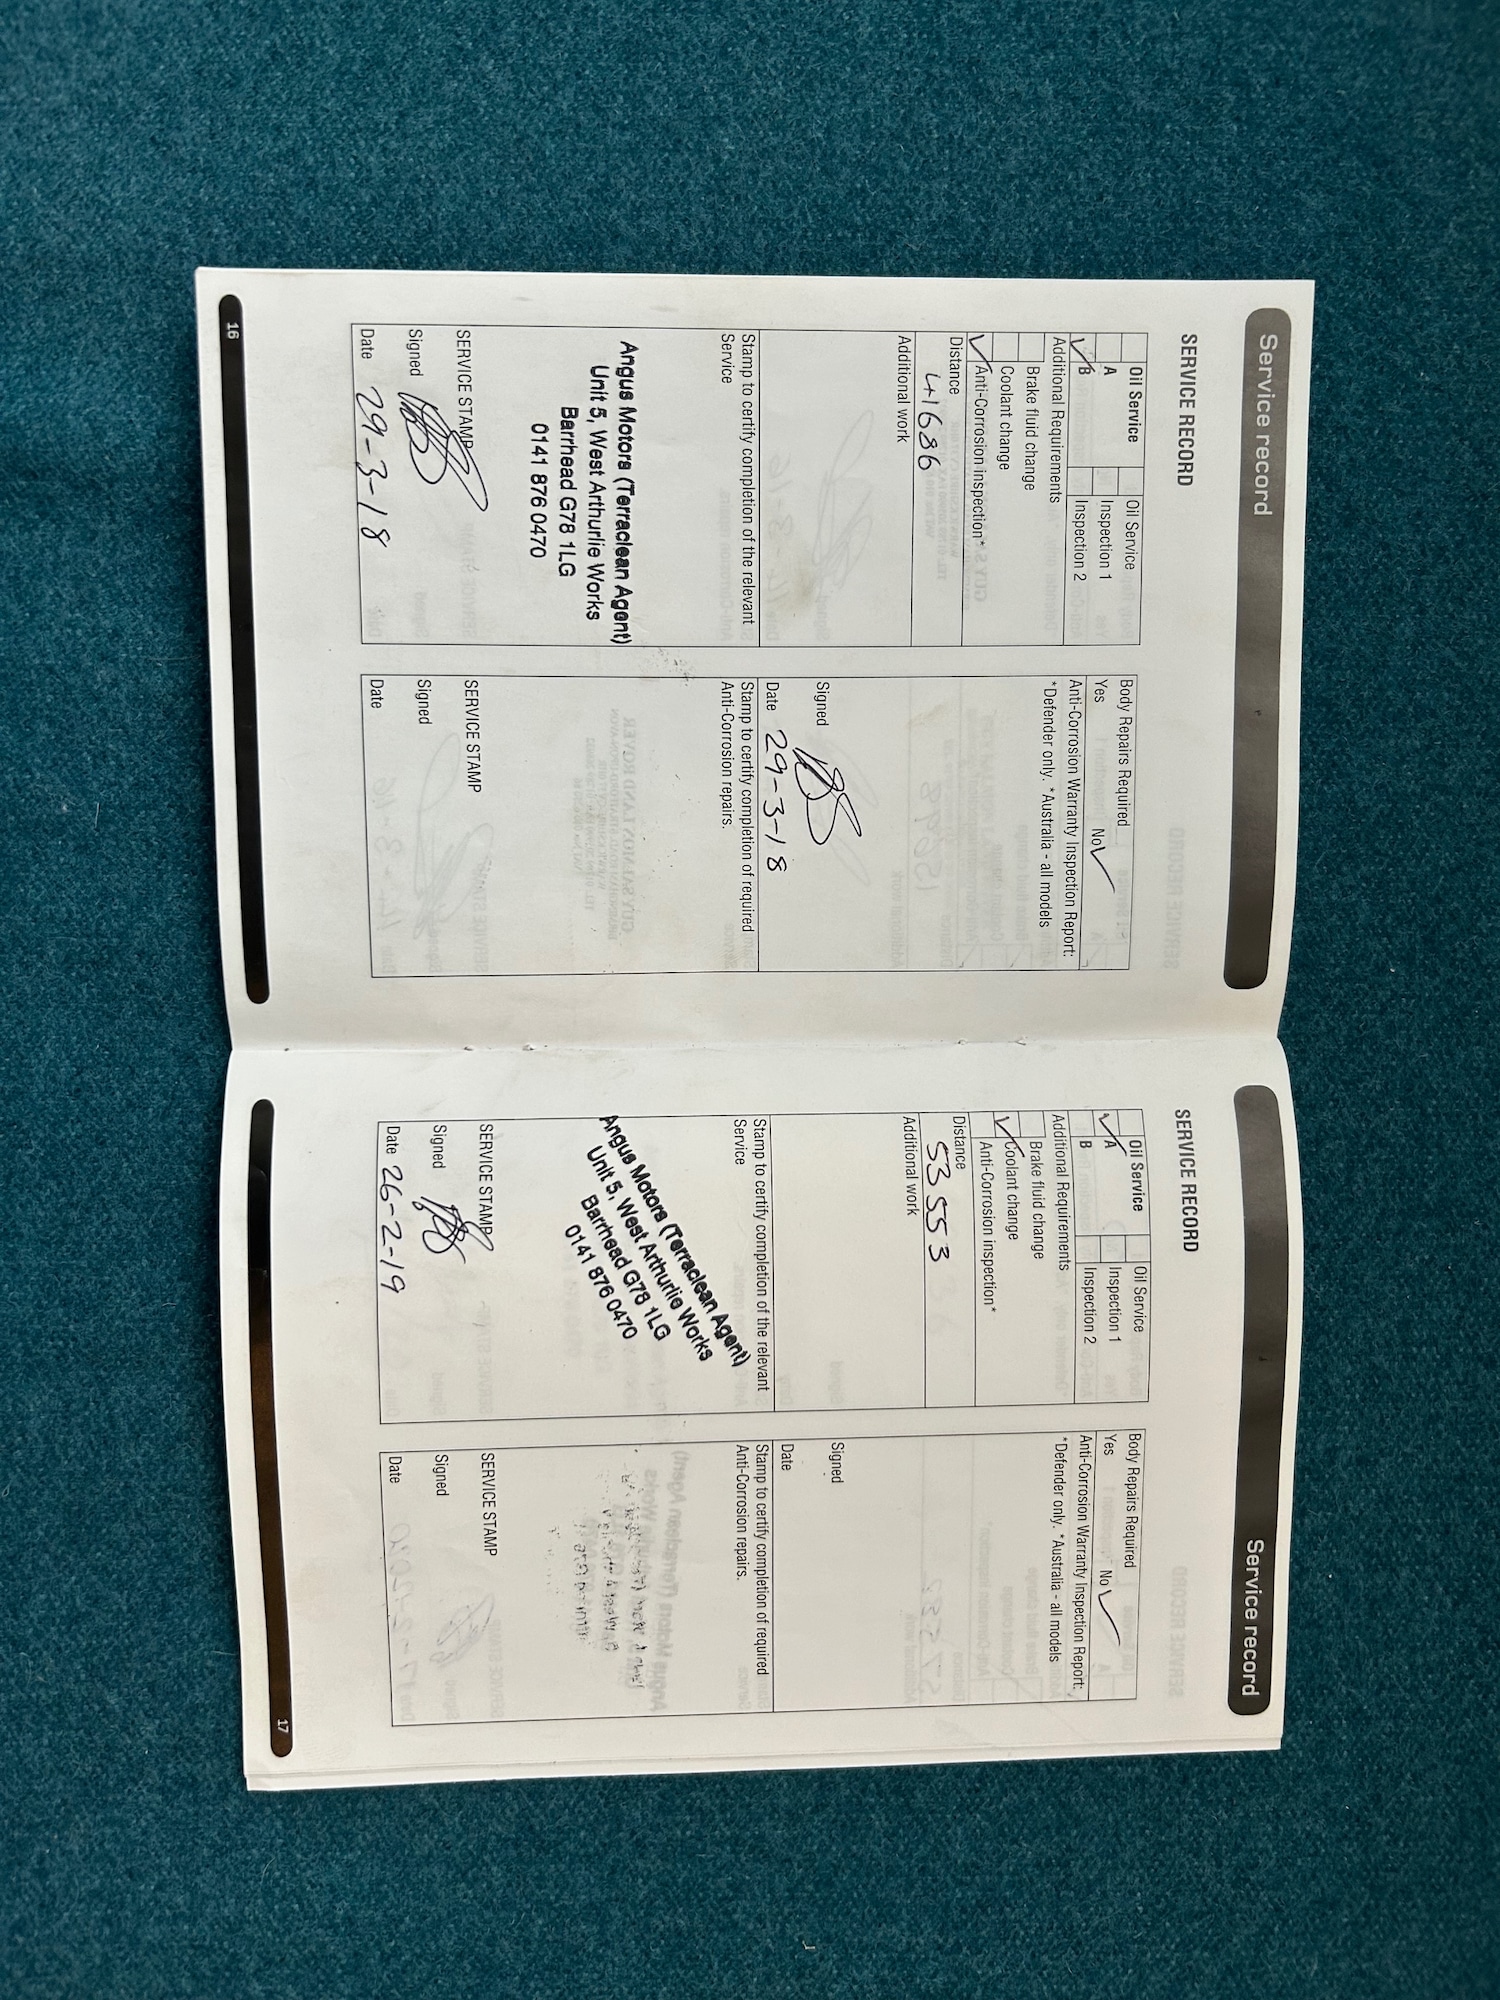 Service record
SERVICE RECORD
Oil Service
A
B
Oil Service
Inspection 1
Inspection 2
Additional Requirements
Brake fluid change
Coolant change
Anti-Corrosion inspection*
Distance
41686
Additional work
Stamp to certify completion of the relevant
Service
Angus Motors (Terraclean Agent)
Unit 5, West Arthurlie Works
Barrhead G78 1LG
0141 876 0470
SERVICE STAMP
Signed
Date 29-3-18
Body Repairs Required
Yes No
Anti-Corrosion Warranty Inspection Report:
*Defender only. *Australia - all models
Signed
Date 29-3-18
Stamp to certify completion of required
Anti-Corrosion repairs.
SERVICE STAMP
Signed
Date
16
Service record
SERVICE RECORD
Oil Service
A
B
Oil Service
Inspection 1
Inspection 2
Additional Requirements
Brake fluid change
Coolant change
Anti-Corrosion inspection*
Distance
53553
Additional work
Stamp to certify completion of the relevant
Service
Angus Motors (Terraclean Agent)
Unit 5, West Arthurlie Works
Barrhead G78 1LG
0141 876 0470
SERVICE STAMP
Signed
Date 26-2-19
Body Repairs Required
Yes No
Anti-Corrosion Warranty Inspection Report:
*Defender only. *Australia - all models
Signed
Date
Stamp to certify completion of required
Anti-Corrosion repairs.
SERVICE STAMP
Signed
Date
17